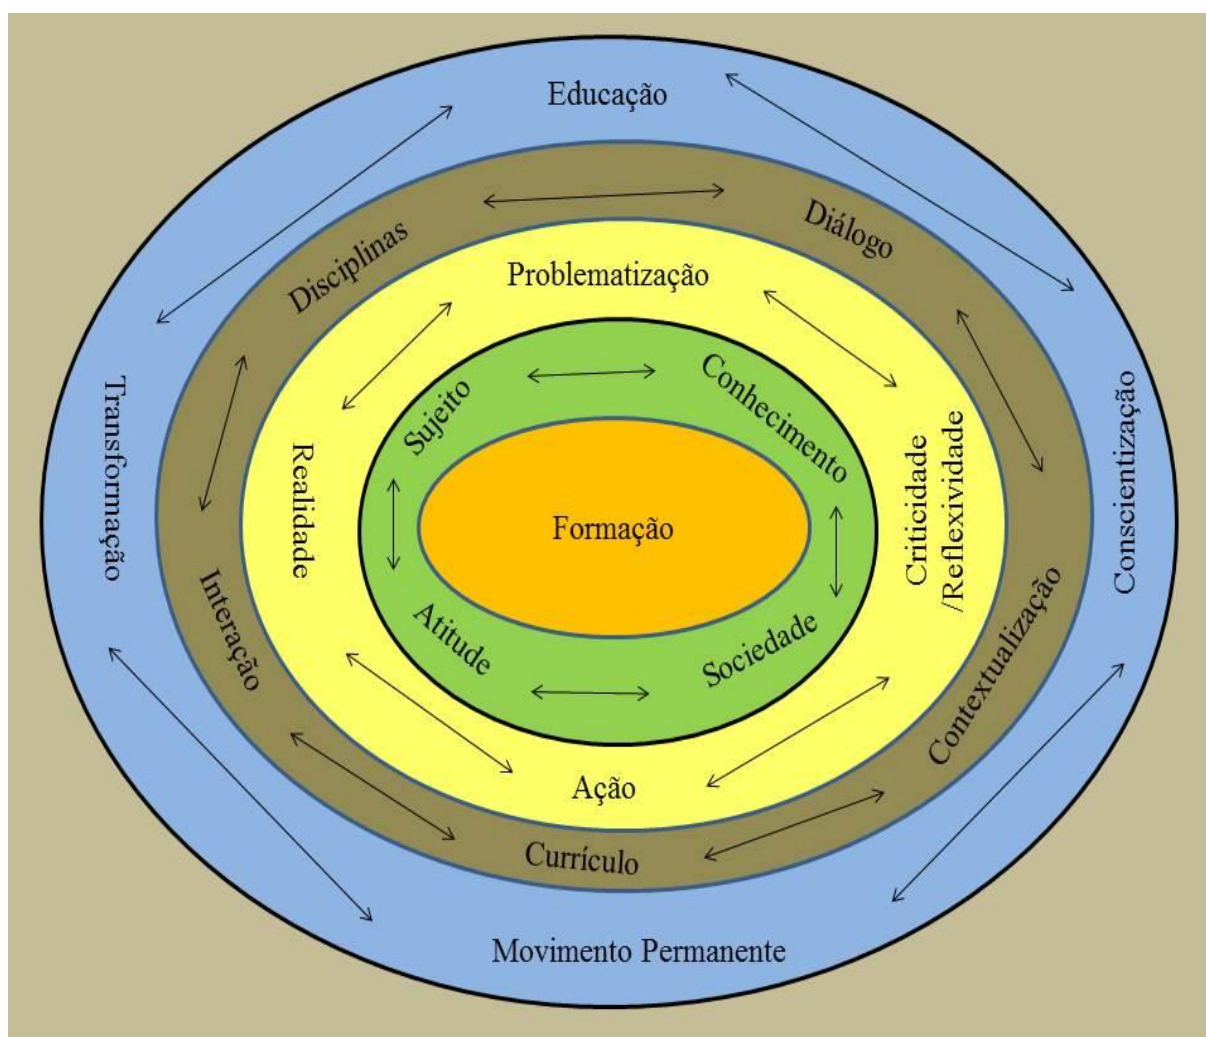 Educação
Disciplinas
Diálogo
Problematização
Sujeito
Conhecimento
Transformação
Realidade
Formação
Criticidade
/Reflexividade
Conscientização
Interação
Atitude
Sociedade
Contextualização
Ação
Currículo
Movimento Permanente